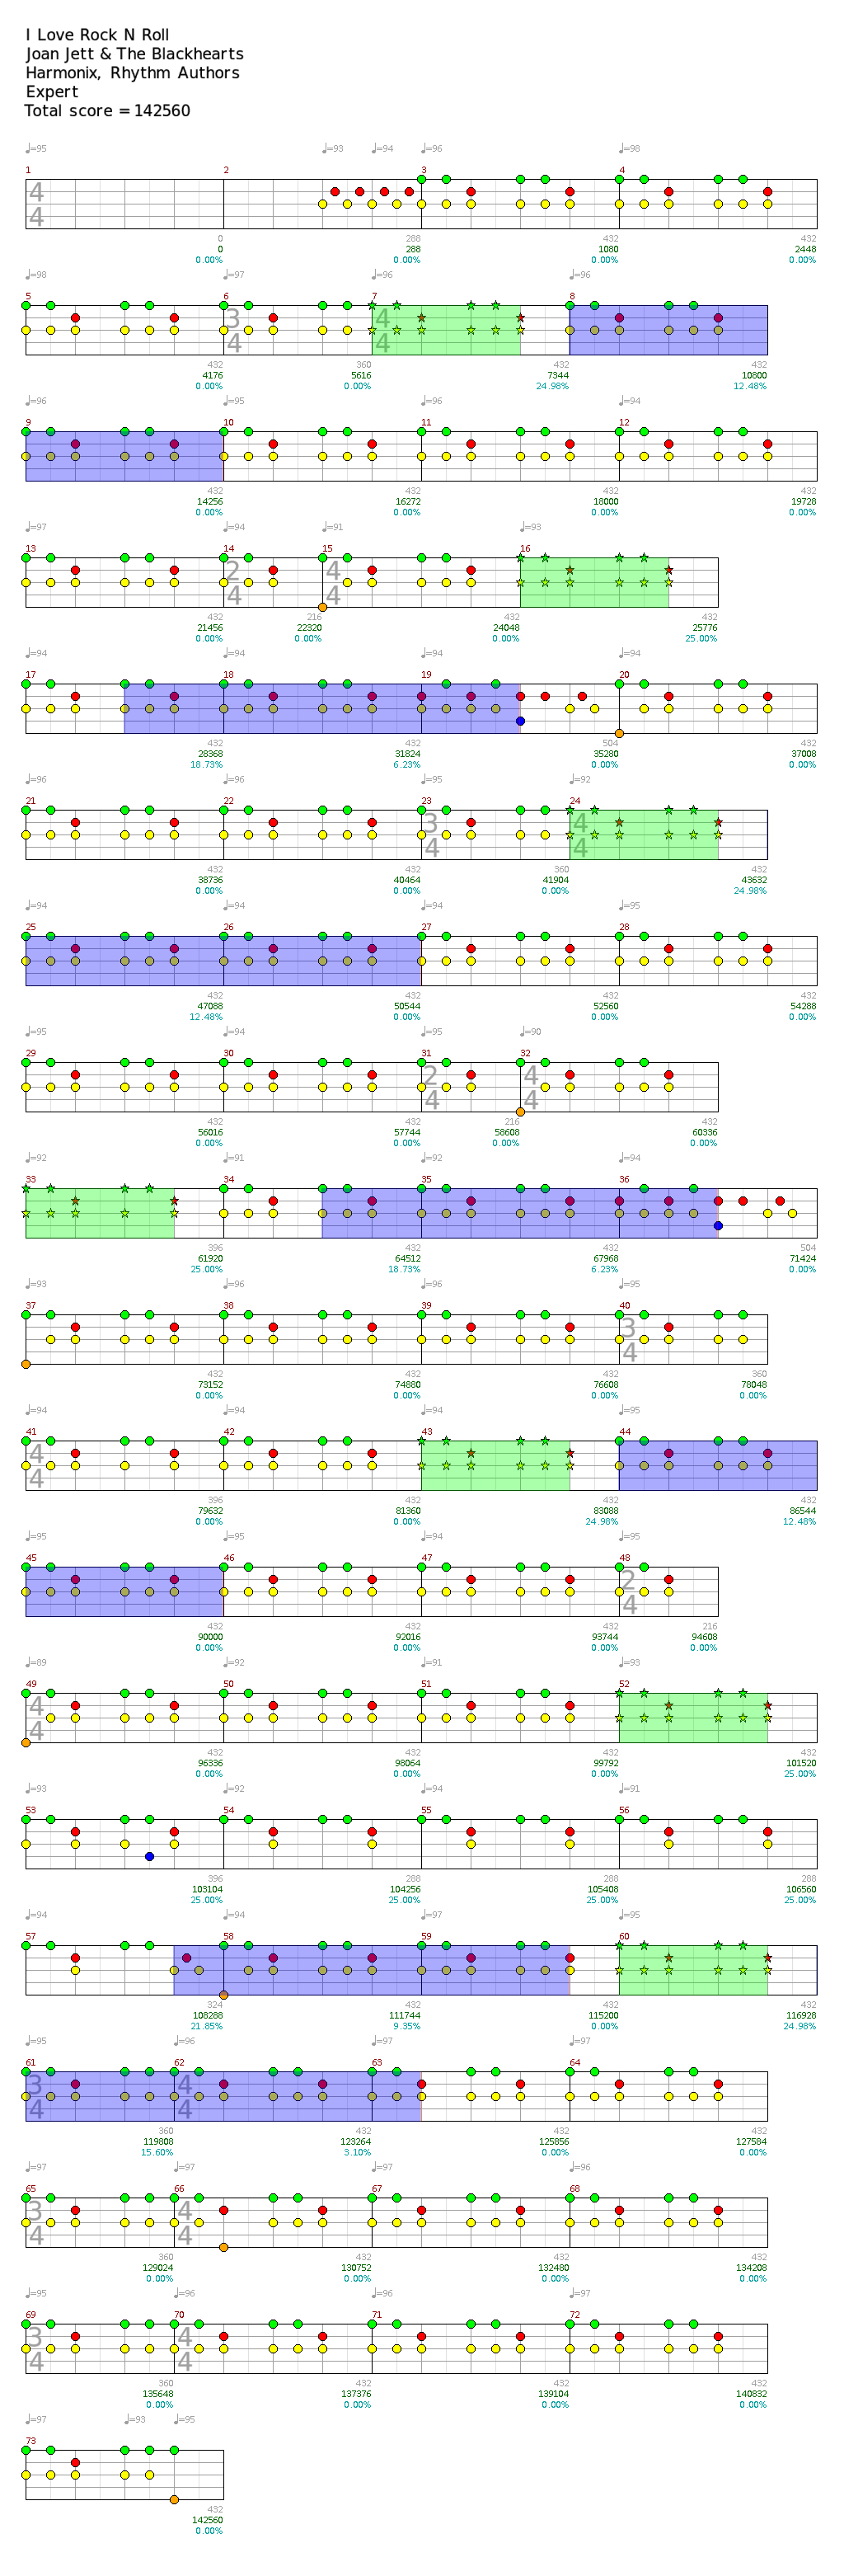 I Love Rock N Roll
Joan Jett & The Blackhearts
Harmonix, Rhythm Authors
Expert
Total score = 142560
♩=95 ♩=93 ♩=94 ♩=96 ♩=98
1 2 3 4
4
4
0 288 432 432
0 288 1080 2448
0.00% 0.00% 0.00% 0.00%
♩=98 ♩=97 ♩=96 ♩=96
5 6 7 8
3 4
4 4
432 360 432 432
4176 5616 7344 10800
0.00% 0.00% 24.98% 12.48%
♩=96 ♩=95 ♩=96 ♩=94
9 10 11 12
432 432 432 432
14256 16272 18000 19728
0.00% 0.00% 0.00% 0.00%
♩=97 ♩=94 ♩=91 ♩=93
13 14 15 16
2 4
4 4
432 216 432 432
21456 22320 24048 25776
0.00% 0.00% 0.00% 25.00%
♩=94 ♩=94 ♩=94 ♩=94
17 18 19 20
432 432 504 432
28368 31824 35280 37008
18.73% 6.23% 0.00% 0.00%
♩=96 ♩=96 ♩=95 ♩=92
21 22 23 24
3 4
4 4
432 432 360 432
38736 40464 41904 43632
0.00% 0.00% 0.00% 24.98%
♩=94 ♩=94 ♩=94 ♩=95
25 26 27 28
432 432 432 432
47088 50544 52560 54288
12.48% 0.00% 0.00% 0.00%
♩=95 ♩=94 ♩=95 ♩=90
29 30 31 32
2 4
4 4
432 432 216 432
56016 57744 58608 60336
0.00% 0.00% 0.00% 0.00%
♩=92 ♩=91 ♩=92 ♩=94
33 34 35 36
396 432 432 504
61920 64512 67968 71424
25.00% 18.73% 6.23% 0.00%
♩=93 ♩=96 ♩=96 ♩=95
37 38 39 40
3
4
432 432 432 360
73152 74880 76608 78048
0.00% 0.00% 0.00% 0.00%
♩=94 ♩=94 ♩=94 ♩=95
41 42 43 44
4
4
396 432 432 432
79632 81360 83088 86544
0.00% 0.00% 24.98% 12.48%
♩=95 ♩=95 ♩=94 ♩=95
45 46 47 48
2
4
432 432 432 216
90000 92016 93744 94608
0.00% 0.00% 0.00% 0.00%
♩=89 ♩=92 ♩=91 ♩=93
49 50 51 52
4
4
432 432 432 432
96336 98064 99792 101520
0.00% 0.00% 0.00% 25.00%
♩=93 ♩=92 ♩=94 ♩=91
53 54 55 56
396 288 288 288
103104 104256 105408 106560
25.00% 25.00% 25.00% 25.00%
♩=94 ♩=94 ♩=97 ♩=95
57 58 59 60
324 432 432 432
108288 111744 115200 116928
21.85% 9.35% 0.00% 24.98%
♩=95 ♩=96 ♩=97 ♩=97
61 62 63 64
3 4
4 4
360 432 432 432
119808 123264 125856 127584
15.60% 3.10% 0.00% 0.00%
♩=97 ♩=97 ♩=97 ♩=96
65 66 67 68
3 4
4 4
360 432 432 432
129024 130752 132480 134208
0.00% 0.00% 0.00% 0.00%
♩=95 ♩=96 ♩=96 ♩=97
69 70 71 72
3 4
4 4
360 432 432 432
135648 137376 139104 140832
0.00% 0.00% 0.00% 0.00%
♩=97 ♩=93 ♩=95
73
432
142560
0.00%